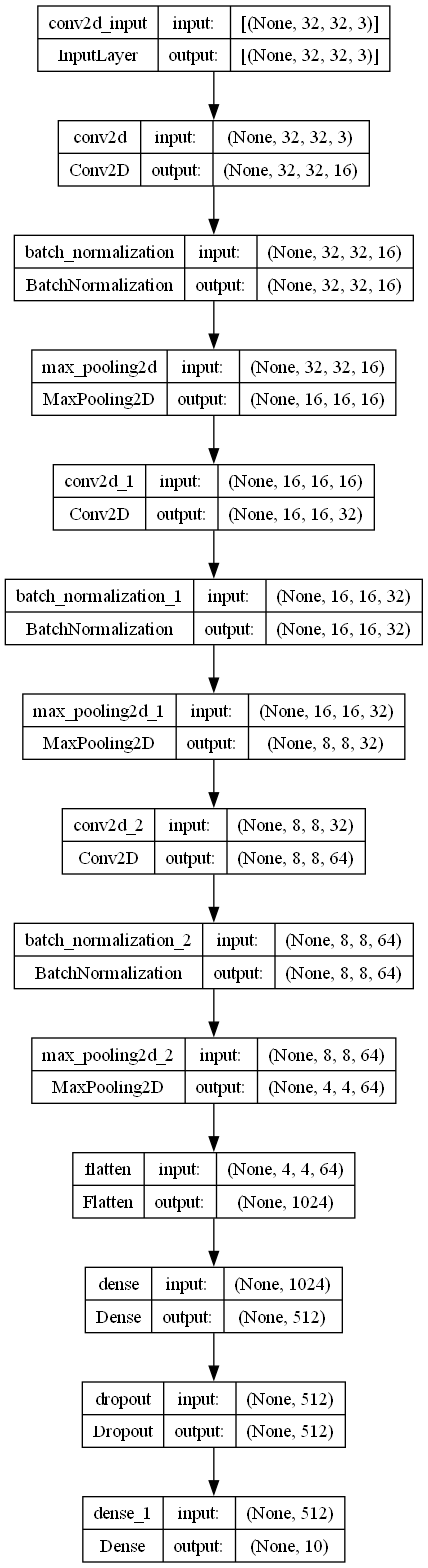 conv2d_input input: [(None, 32, 32, 3)]
InputLayer output: [(None, 32, 32, 3)]
conv2d input: (None, 32, 32, 3)
Conv2D output: (None, 32, 32, 16)
batch_normalization input: (None, 32, 32, 16)
BatchNormalization output: (None, 32, 32, 16)
max_pooling2d input: (None, 32, 32, 16)
MaxPooling2D output: (None, 16, 16, 16)
conv2d_1 input: (None, 16, 16, 16)
Conv2D output: (None, 16, 16, 32)
batch_normalization_1 input: (None, 16, 16, 32)
BatchNormalization output: (None, 16, 16, 32)
max_pooling2d_1 input: (None, 16, 16, 32)
MaxPooling2D output: (None, 8, 8, 32)
conv2d_2 input: (None, 8, 8, 32)
Conv2D output: (None, 8, 8, 64)
batch_normalization_2 input: (None, 8, 8, 64)
BatchNormalization output: (None, 8, 8, 64)
max_pooling2d_2 input: (None, 8, 8, 64)
MaxPooling2D output: (None, 4, 4, 64)
flatten input: (None, 4, 4, 64)
Flatten output: (None, 1024)
dense input: (None, 1024)
Dense output: (None, 512)
dropout input: (None, 512)
Dropout output: (None, 512)
dense_1 input: (None, 512)
Dense output: (None, 10)